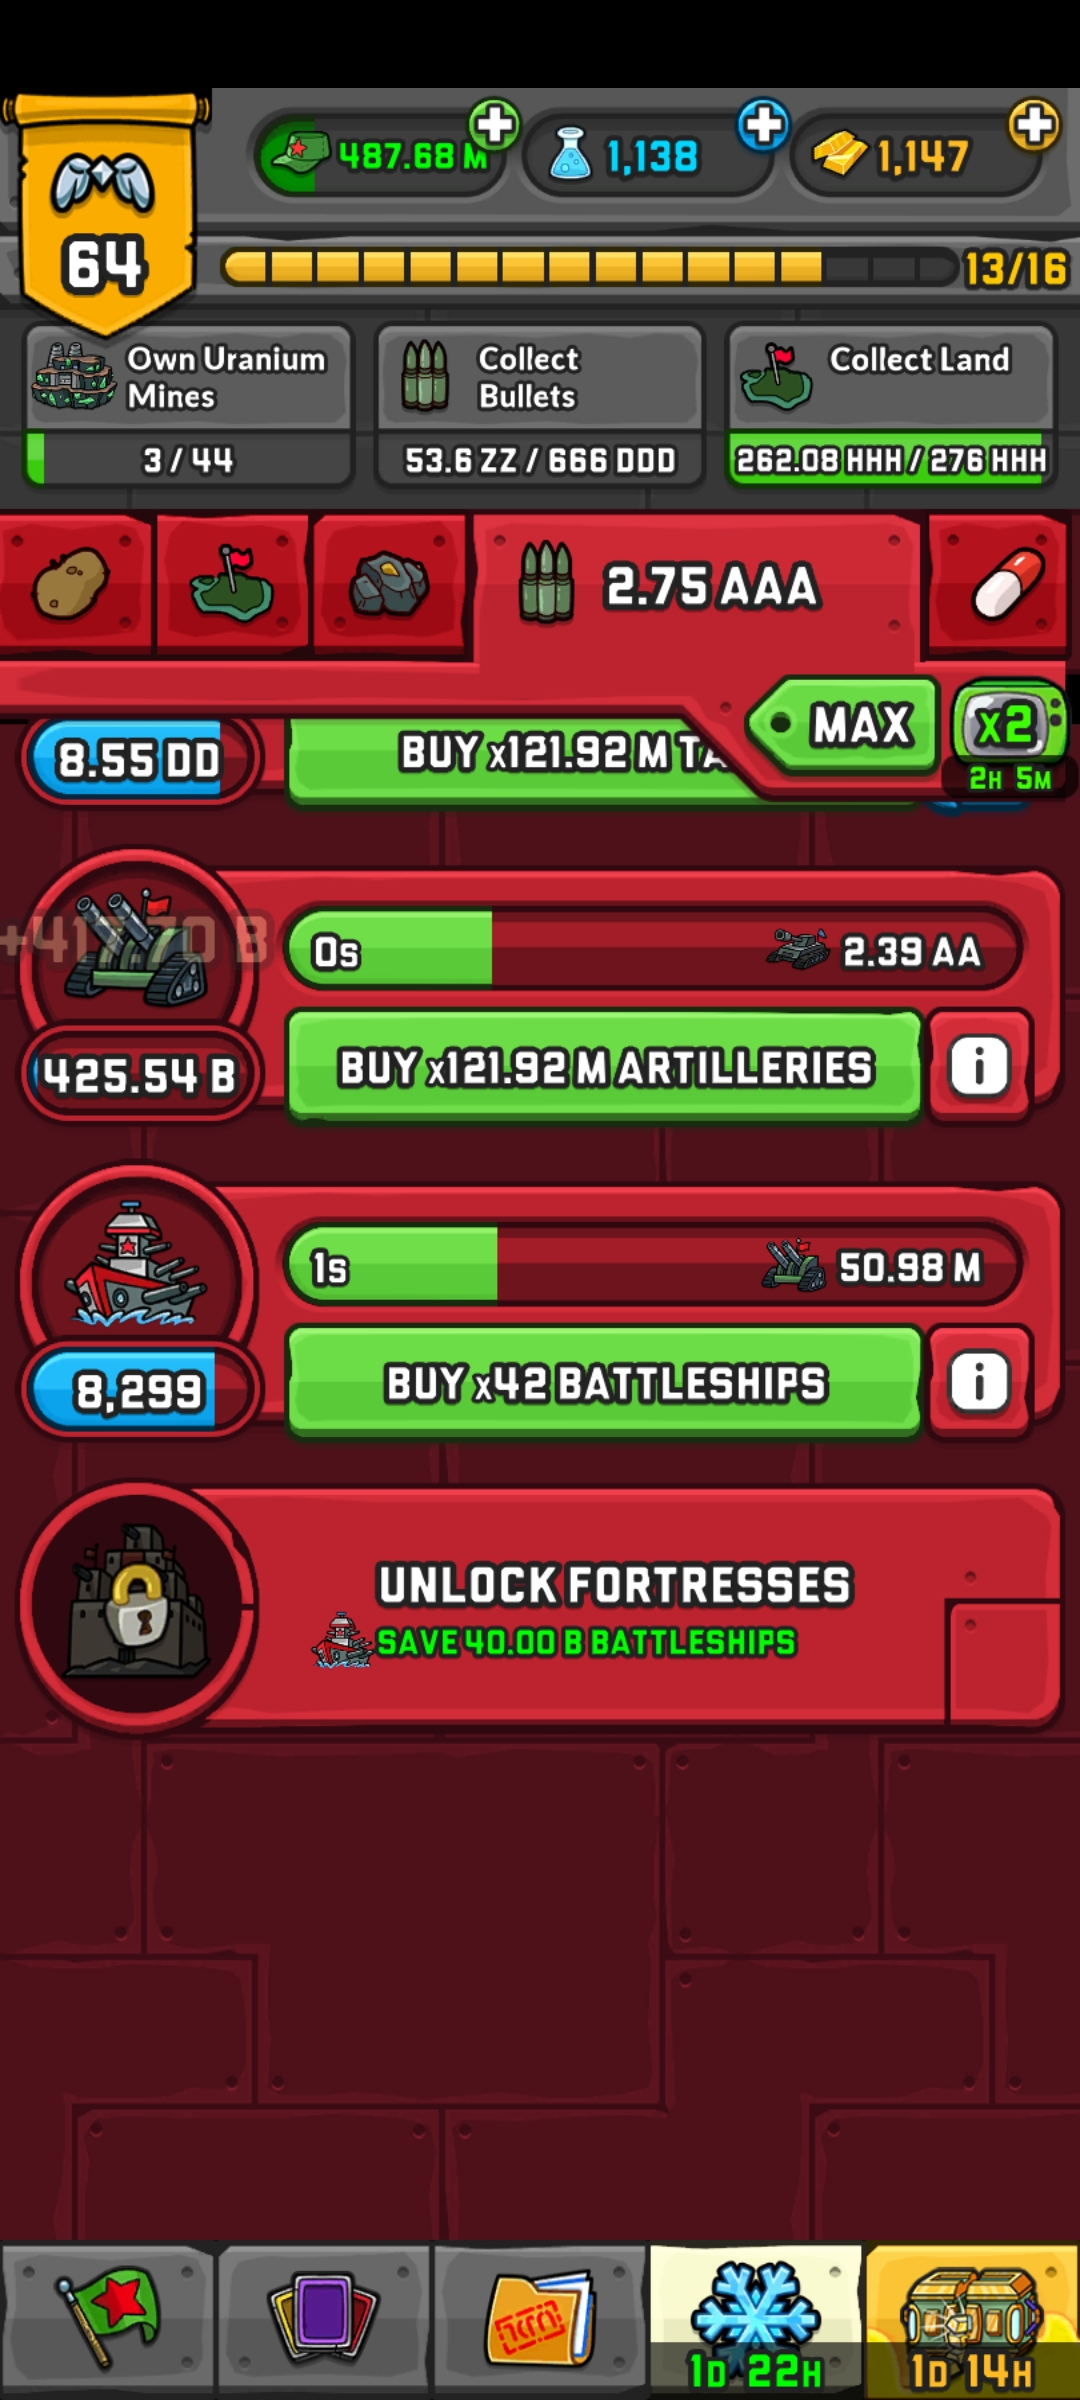 487.68 M
1,138
1,147
64
13/16
Own Uranium
Mines
3 / 44
Collect
Bullets
53.6 ZZ / 666 DDD
Collect Land
262.08 HHH / 276 HHH
2.75 AAA
MAX
x2
2H 5M
8.55 DD
BUY x121.92 M TA
+417.70 B
0s
2.39 AA
425.54 B
BUY x121.92 M ARTILLERIES
i
1s
50.98 M
8,299
BUY x42 BATTLESHIPS
i
UNLOCK FORTRESSES
SAVE 40.00 B BATTLESHIPS
1D 22H
1D 14H